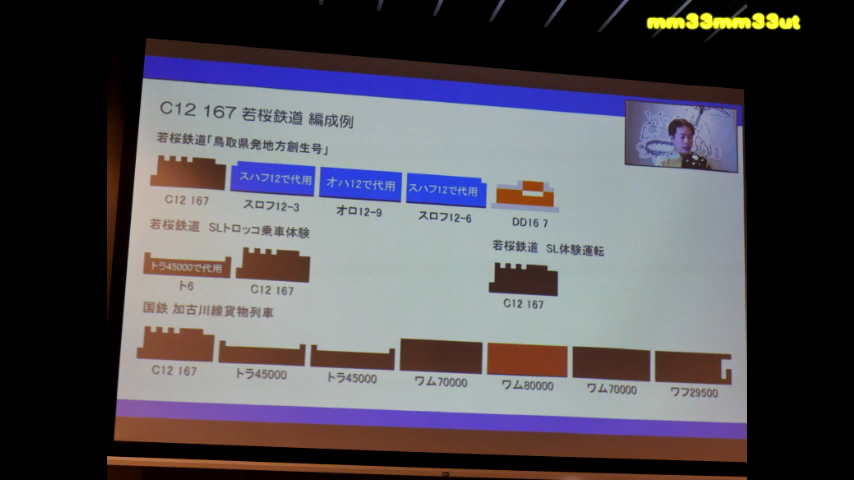 mm33mm33ut
C12 167 若桜鉄道 編成例
若桜鉄道「鳥取県発地方創生号」
スハフ12で代用 オハ12で代用 スハフ12で代用
C12 167 スロフ12-3 オロ12-9 スロフ12-6 DD16 7
若桜鉄道 SLトロッコ乗車体験
トラ45000で代用
ト6 C12 167
若桜鉄道 SL体験運転
C12 167
国鉄 加古川線貨物列車
C12 167 トラ45000 トラ45000 ワム70000 ワム80000 ワム70000 ワフ29500